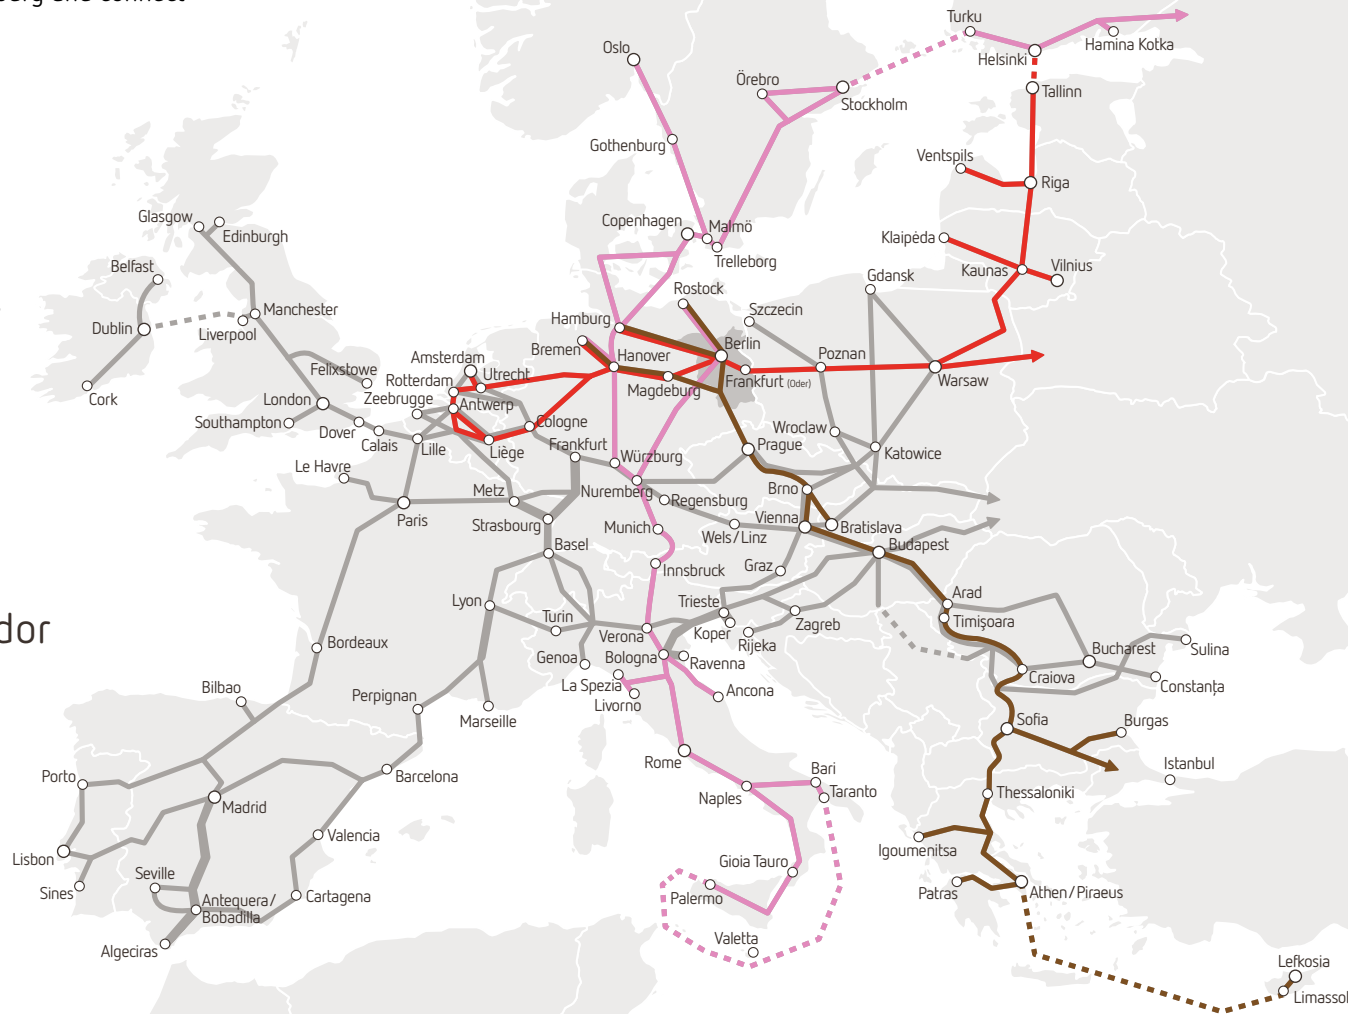 Turku
Oslo
Helsinki
Hamina Kotka
Örebro
Tallinn
Stockholm
Gothenburg
Ventspils
Riga
Glasgow
Edinburgh
Copenhagen
Malmö
Klaipėda
Belfast
Trelleborg
Kaunas
Vilnius
Gdansk
Rostock
Manchester
Szczecin
Dublin
Liverpool
Hamburg
Berlin
Bremen
Hanover
Poznan
Amsterdam
Felixstowe
Utrecht
Rotterdam
Frankfurt (Oder)
Warsaw
Magdeburg
Cork
London
Zeebrugge
Antwerp
Southampton
Dover
Cologne
Wroclaw
Calais
Lille
Liège
Frankfurt
Prague
Katowice
Le Havre
Würzburg
Metz
Nuremberg
Brno
Regensburg
Paris
Strasbourg
Munich
Vienna
Bratislava
Wels/Linz
Basel
Budapest
Innsbruck
Graz
Arad
Lyon
Trieste
Turin
Timişoara
Zagreb
Verona
Koper
dor
Rijeka
Bordeaux
Bucharest
Sulina
Genoa
Bologna
Ravenna
Craiova
Bilbao
La Spezia
Constanța
Perpignan
Ancona
Livorno
Marseille
Sofia
Burgas
Rome
Istanbul
Porto
Barcelona
Bari
Naples
Taranto
Thessaloniki
Madrid
Valencia
Igoumenitsa
Lisbon
Gioia Tauro
Seville
Sines
Palermo
Patras
Athen/Piraeus
Cartagena
Antequera/
Bobadilla
Valetta
Algeciras
Lefkosia
Limassol